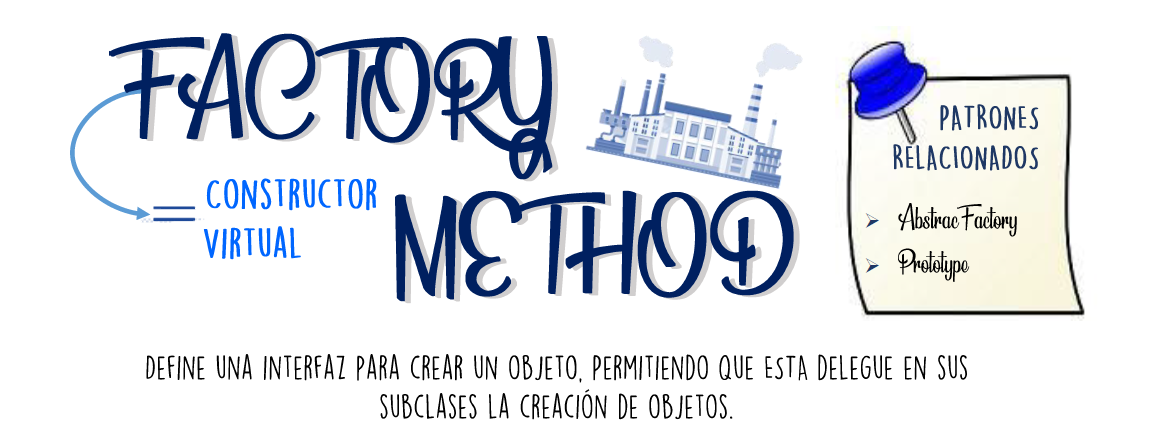 FACTORY
METHOD
= CONSTRUCTOR
VIRTUAL
PATRONES
RELACIONADOS
➢ Abstrac Factory
➢ Prototype
DEFINE UNA INTERFAZ PARA CREAR UN OBJETO, PERMITIENDO QUE ESTA DELEGUE EN SUS
SUBCLASES LA CREACIÓN DE OBJETOS.